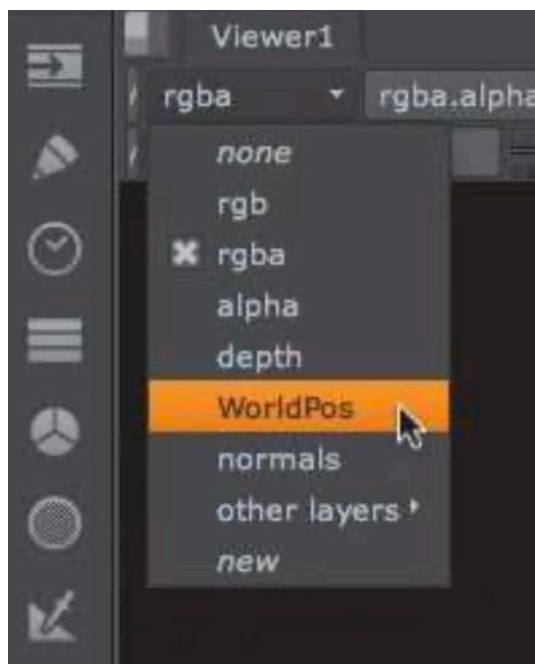 Viewer1
rgba rgba.alpha
none
rgb
rgba
alpha
depth
WorldPos
normals
other layers
new